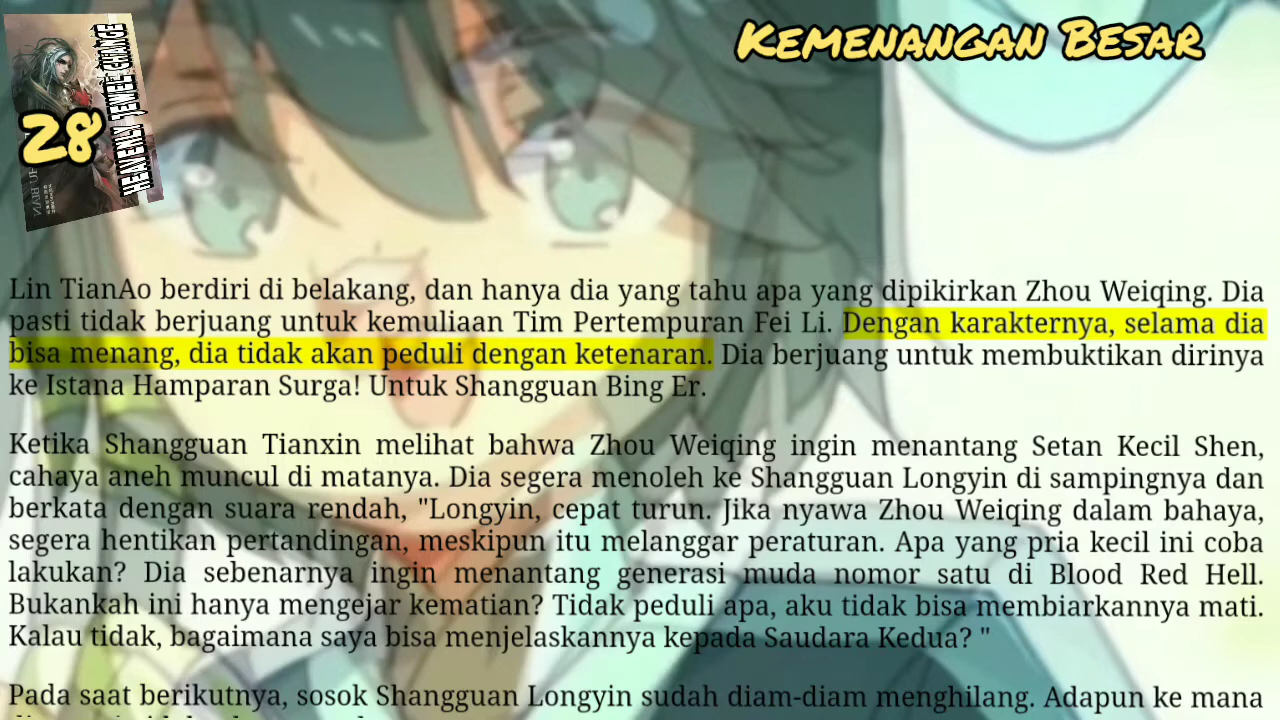 Kemenangan Besar
HEAVENLY JEWEL CHANGE
28
Lin TianAo berdiri di belakang, dan hanya dia yang tahu apa yang dipikirkan Zhou Weiqing. Dia
pasti tidak berjuang untuk kemuliaan Tim Pertempuran Fei Li. Dengan karakternya, selama dia
bisa menang, dia tidak akan peduli dengan ketenaran. Dia berjuang untuk membuktikan dirinya
ke Istana Hamparan Surga! Untuk Shangguan Bing Er.
Ketika Shangguan Tianxin melihat bahwa Zhou Weiqing ingin menantang Setan Kecil Shen,
cahaya aneh muncul di matanya. Dia segera menoleh ke Shangguan Longyin di sampingnya dan
berkata dengan suara rendah, "Longyin, cepat turun. Jika nyawa Zhou Weiqing dalam bahaya,
segera hentikan pertandingan, meskipun itu melanggar peraturan. Apa yang pria kecil ini coba
lakukan? Dia sebenarnya ingin menantang generasi muda nomor satu di Blood Red Hell.
Bukankah ini hanya mengejar kematian? Tidak peduli apa, aku tidak bisa membiarkannya mati.
Kalau tidak, bagaimana saya bisa menjelaskannya kepada Saudara Kedua? "
Pada saat berikutnya, sosok Shangguan Longyin sudah diam-diam menghilang. Adapun ke mana